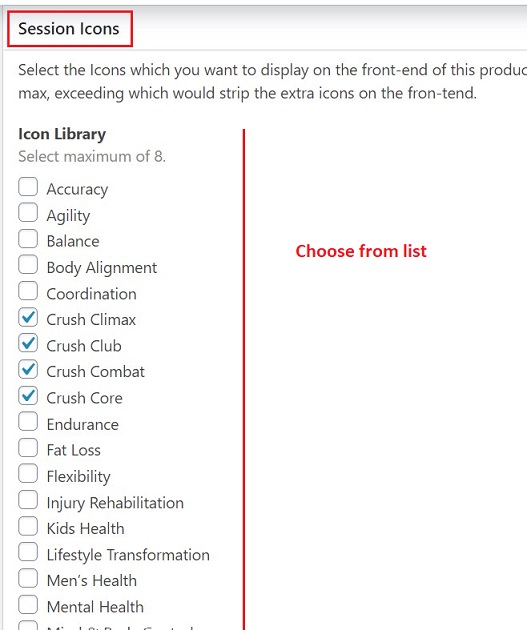 Session Icons
Select the Icons which you want to display on the front-end of this produc
max, exceeding which would strip the extra icons on the fron-tend.
Icon Library
Select maximum of 8.
Accuracy
Agility
Balance
Choose from list
Body Alignment
Coordination
Crush Climax
Crush Club
Crush Combat
Crush Core
Endurance
Fat Loss
Flexibility
Injury Rehabilitation
Kids Health
Lifestyle Transformation
Men's Health
Mental Health